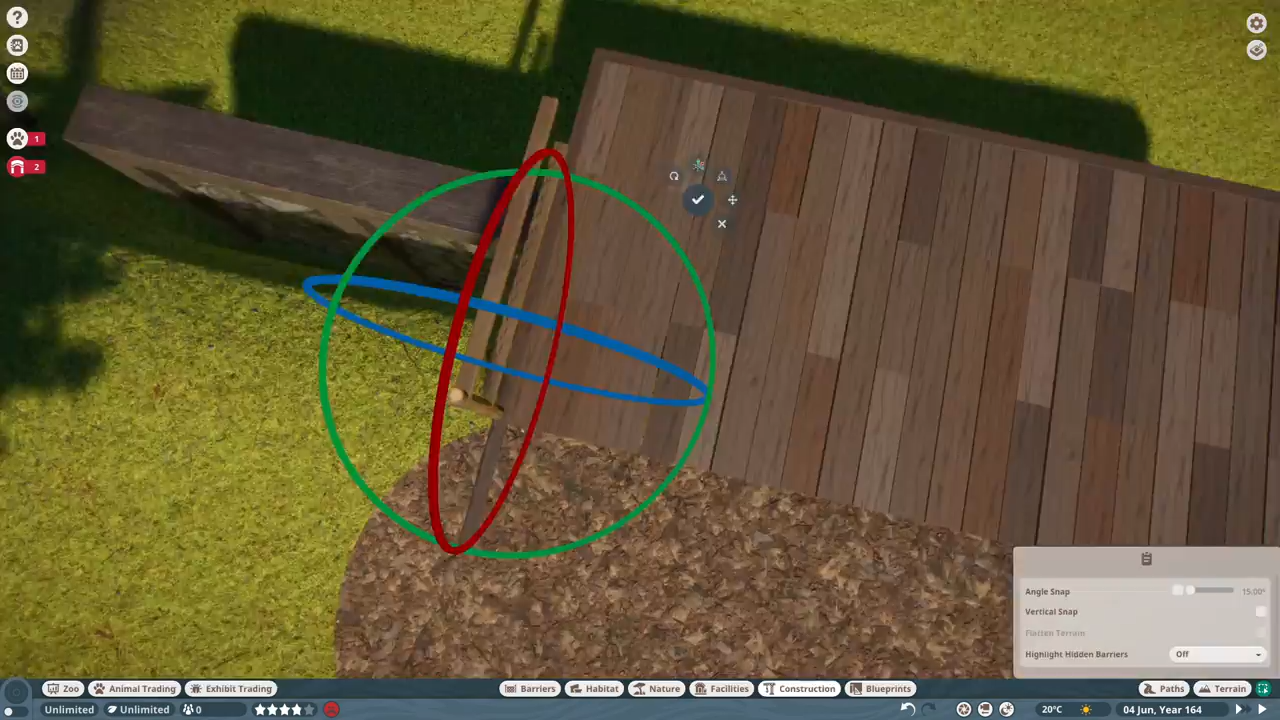 ?
1
2
Angle Snap 15.00°
Vertical Snap
Flatten Terrain
Highlight Hidden Barriers Off
Zoo Animal Trading Exhibit Trading Barriers Habitat Nature Facilities Construction Blueprints Paths Terrain
Unlimited Unlimited 0 20°C 04 Jun, Year 164